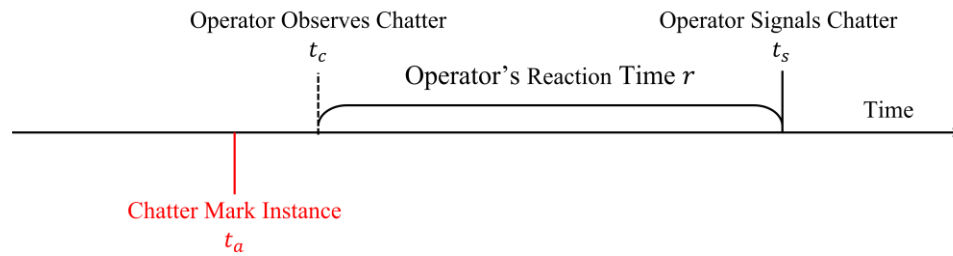 Operator Observes Chatter
t_c
Operator Signals Chatter
t_s
Operator's Reaction Time r
Time
Chatter Mark Instance
t_a